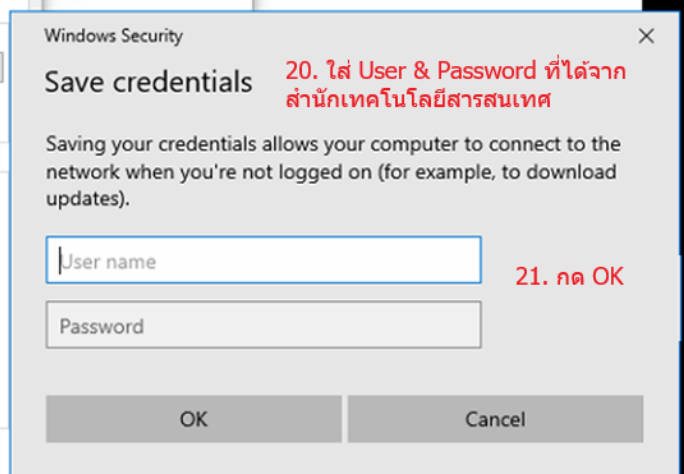 Windows Security
Save credentials
20. ใส่ User & Password ที่ได้จาก
สำนักเทคโนโลยีสารสนเทศ
Saving your credentials allows your computer to connect to the
network when you're not logged on (for example, to download
updates).
User name
21. กด OK
Password
OK
Cancel